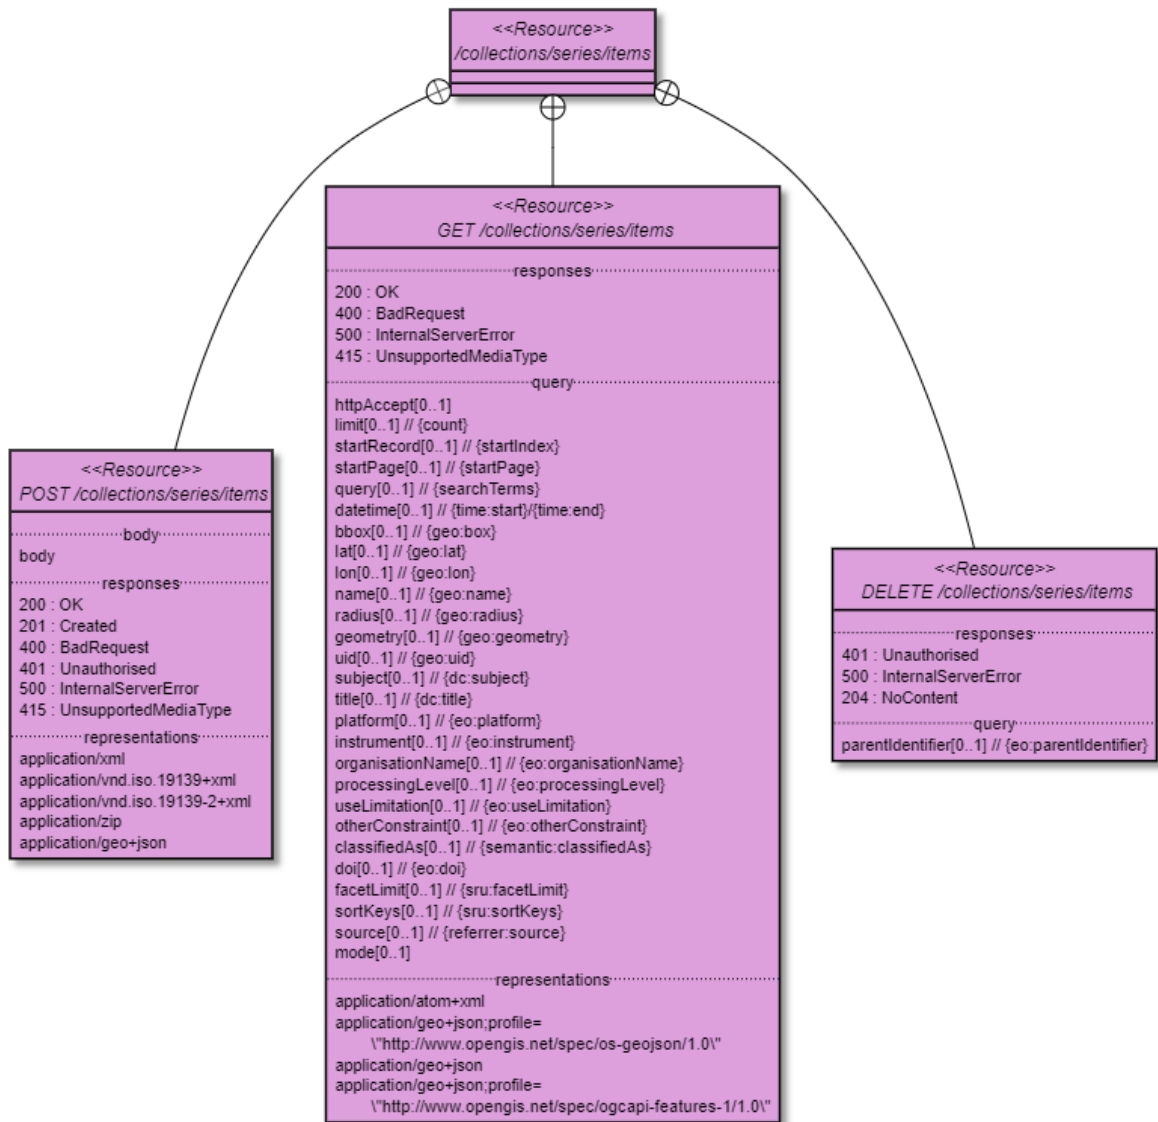 <<Resource>>
/collections/series/items
<<Resource>>
GET /collections/series/items
responses
200 : OK
400 : BadRequest
500 : InternalServerError
415 : UnsupportedMediaType
query
httpAccept[0..1]
limit[0..1] // {count}
startRecord[0..1] // {startIndex}
startPage[0..1] // {startPage}
query[0..1] // {searchTerms}
datetime[0..1] // {time:start}/{time:end}
bbox[0..1] // {geo:box}
lat[0..1] // {geo:lat}
lon[0..1] // {geo:lon}
name[0..1] // {geo:name}
radius[0..1] // {geo:radius}
geometry[0..1] // {geo:geometry}
uid[0..1] // {geo:uid}
subject[0..1] // {dc:subject}
title[0..1] // {dc:title}
platform[0..1] // {eo:platform}
instrument[0..1] // {eo:instrument}
organisationName[0..1] // {eo:organisationName}
processingLevel[0..1] // {eo:processingLevel}
useLimitation[0..1] // {eo:useLimitation}
otherConstraint[0..1] // {eo:otherConstraint}
classifiedAs[0..1] // {semantic:classifiedAs}
doi[0..1] // {eo:doi}
facetLimit[0..1] // {sru:facetLimit}
sortKeys[0..1] // {sru:sortKeys}
source[0..1] // {referrer:source}
mode[0..1]
representations
application/atom+xml
application/geo+json;profile=
\"http://www.opengis.net/spec/os-geojson/1.0\"
application/geo+json
application/geo+json;profile=
\"http://www.opengis.net/spec/ogcapi-features-1/1.0\"
<<Resource>>
POST /collections/series/items
body
body
responses
200 : OK
201 : Created
400 : BadRequest
401 : Unauthorised
500 : InternalServerError
415 : UnsupportedMediaType
representations
application/xml
application/vnd.iso.19139+xml
application/vnd.iso.19139-2+xml
application/zip
application/geo+json
<<Resource>>
DELETE /collections/series/items
responses
401 : Unauthorised
500 : InternalServerError
204 : NoContent
query
parentIdentifier[0..1] // {eo:parentIdentifier}